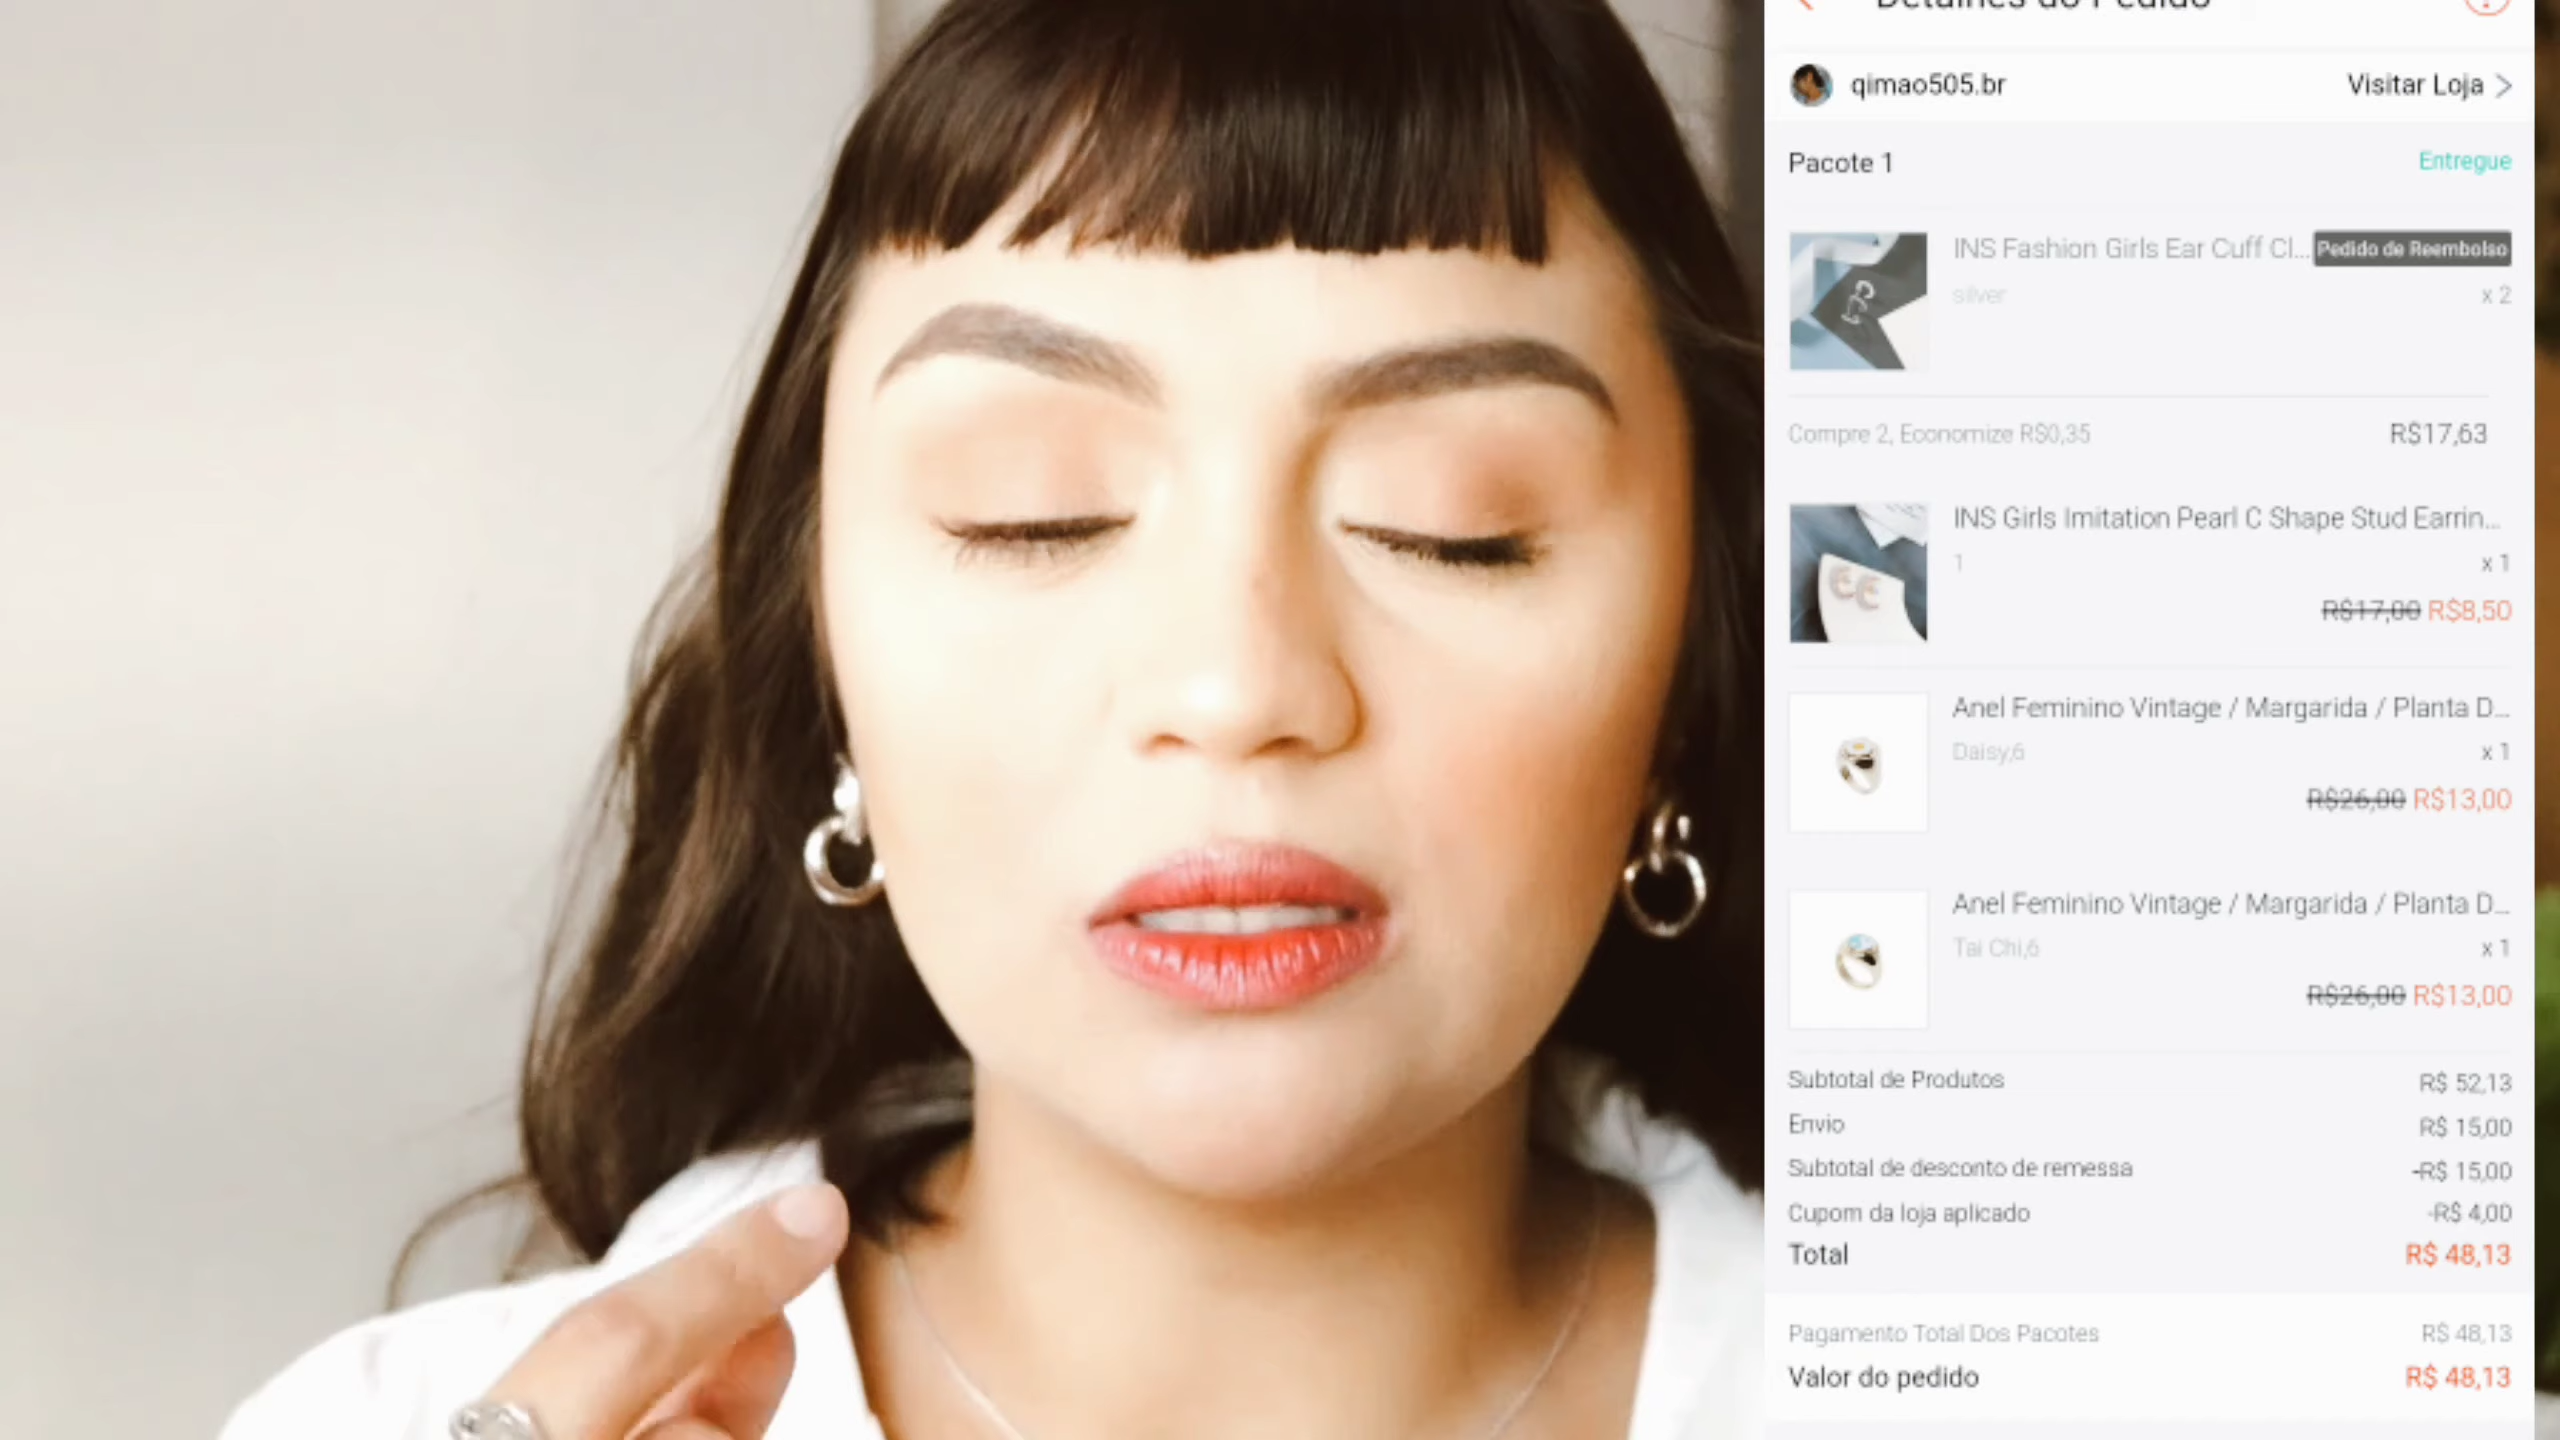 Detalhes do Pedido
qimao505.br Visitar Loja
Pacote 1 Entregue
INS Fashion Girls Ear Cuff Cl... Pedido de Reembolso
silver x 2
Compre 2, Economize R$0,35 R$17,63
INS Girls Imitation Pearl C Shape Stud Earrin...
1 x 1
R$17,00 R$8,50
Anel Feminino Vintage / Margarida / Planta D...
Daisy,6 x 1
R$26,00 R$13,00
Anel Feminino Vintage / Margarida / Planta D...
Tai Chi,6 x 1
R$26,00 R$13,00
Subtotal de Produtos R$ 52,13
Envio R$ 15,00
Subtotal de desconto de remessa -R$ 15,00
Cupom da loja aplicado -R$ 4,00
Total R$ 48,13
Pagamento Total Dos Pacotes R$ 48,13
Valor do pedido R$ 48,13